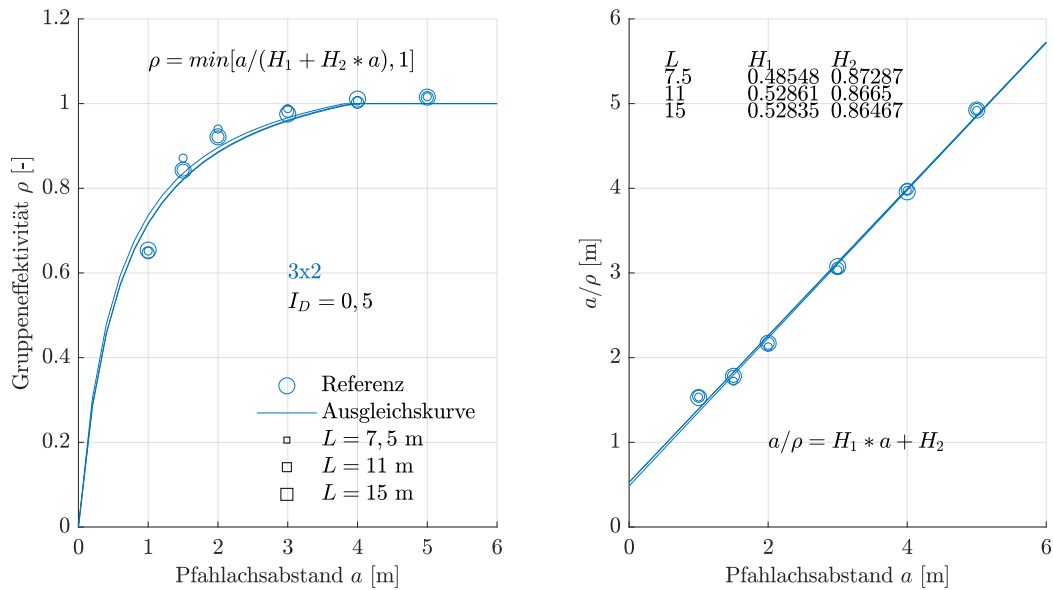 ρ = min[a/(H₁ + H₂ * a), 1]
1.2
1
0.8
0.6
0.4
0.2
0
Gruppeneffektivität ρ [-]
3x2
I_D = 0, 5
Referenz
Ausgleichskurve
L = 7, 5 m
L = 11 m
L = 15 m
0 1 2 3 4 5 6
Pfahlachsabstand a [m]
6
5
4
3
2
1
0
a/ρ [m]
L H₁ H₂
7.5 0.48548 0.87287
11 0.52861 0.8665
15 0.52835 0.86467
a/ρ = H₁ * a + H₂
0 2 4 6
Pfahlachsabstand a [m]